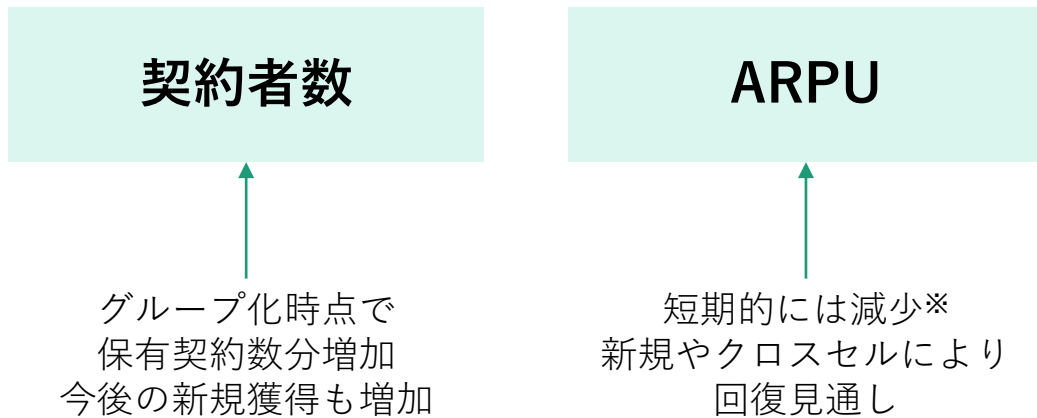 契約者数
グループ化時点で
保有契約数分増加
今後の新規獲得も増加
ARPU
短期的には減少※
新規やクロスセルにより
回復見通し